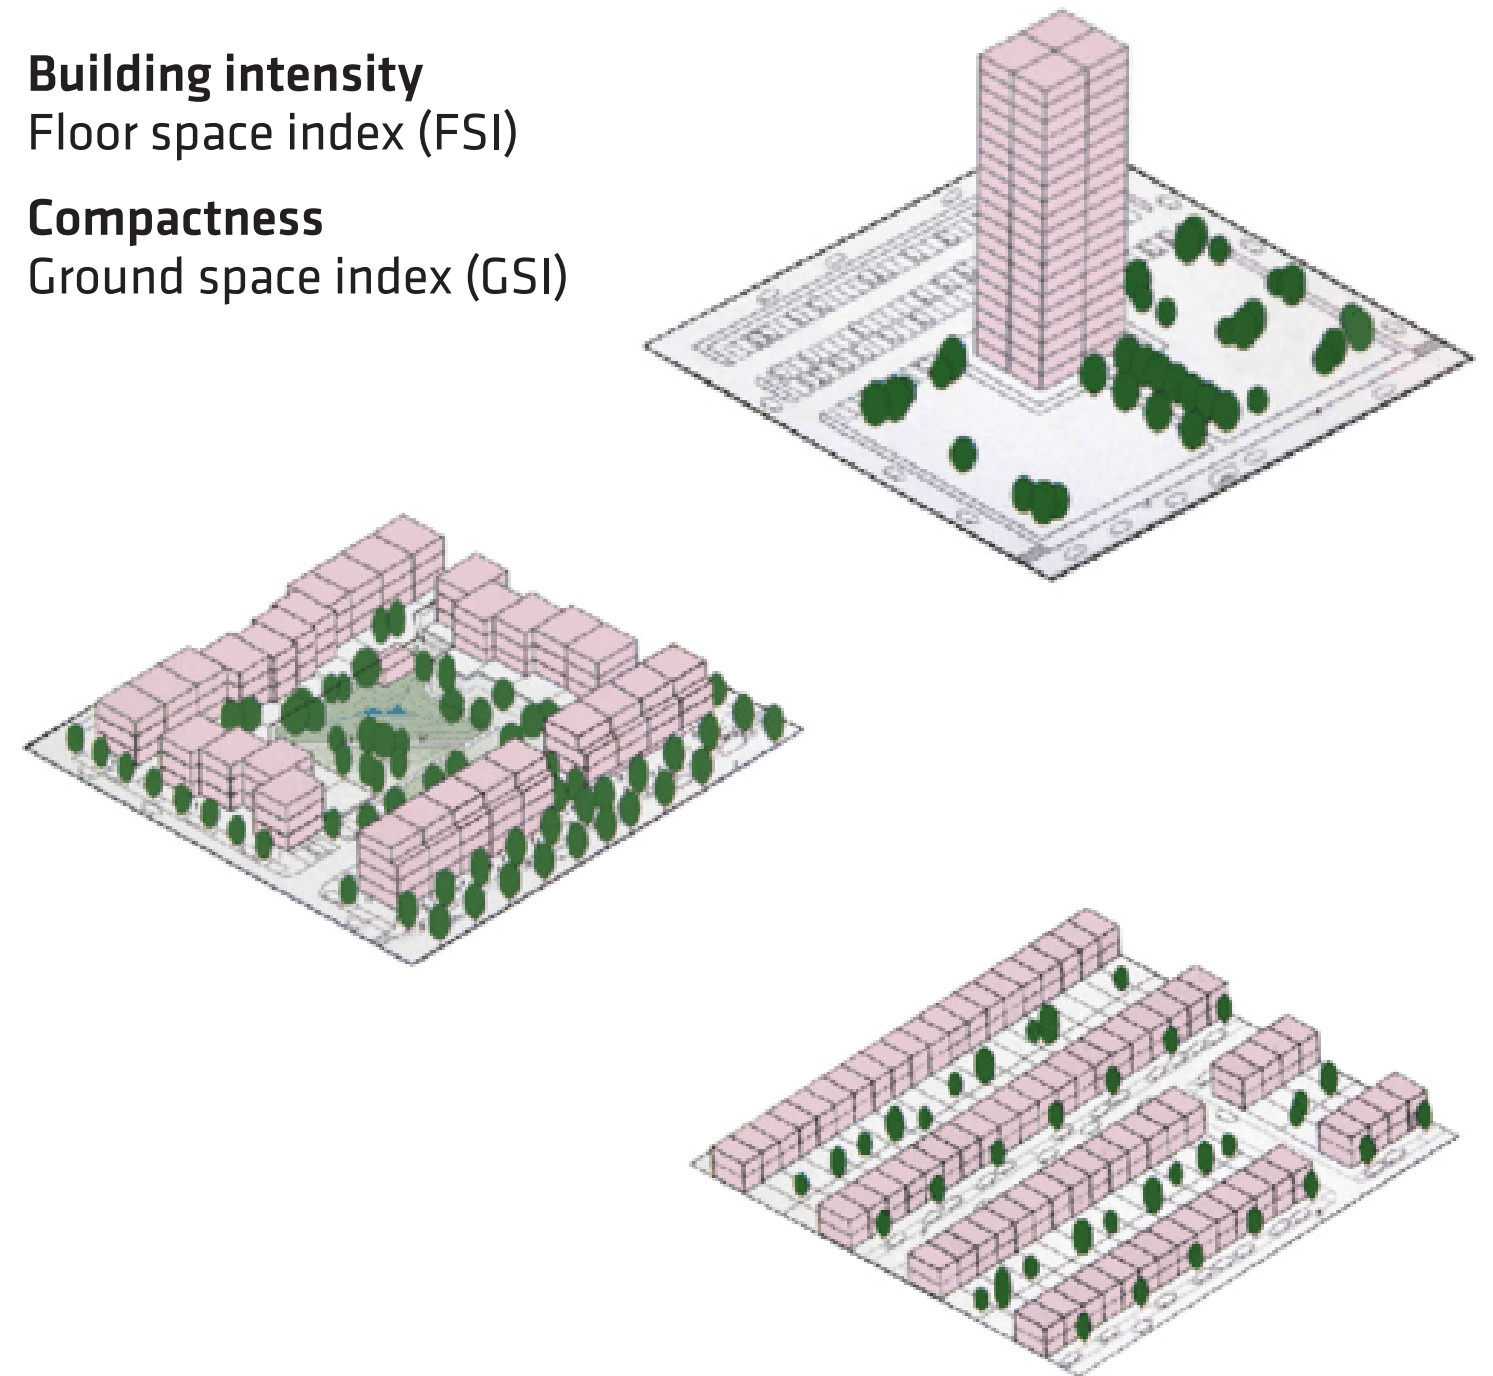 Building intensity
Floor space index (FSI)
Compactness
Ground space index (GSI)